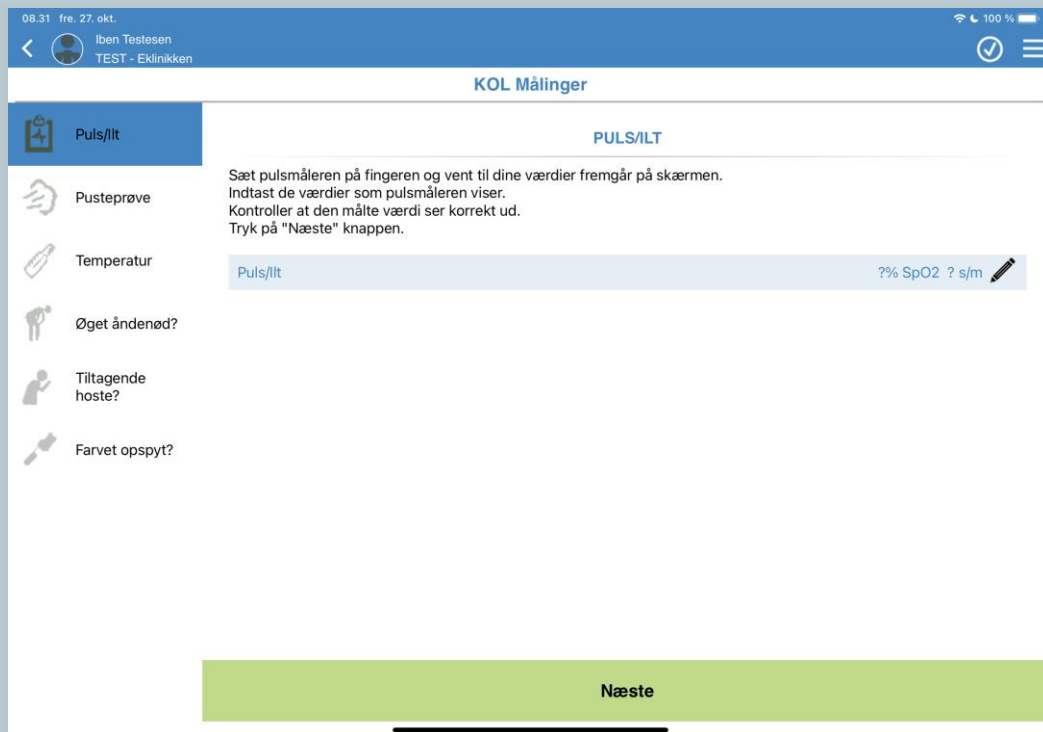 08.31 fre. 27. okt.
100 %
Iben Testesen
TEST - Eklinikken
KOL Målinger
Puls/Ilt
Pusteprøve
Temperatur
Øget åndenød?
Tiltagende
hoste?
Farvet opspyt?
PULS/ILT
Sæt pulsmåleren på fingeren og vent til dine værdier fremgår på skærmen.
Indtast de værdier som pulsmåleren viser.
Kontroller at den målte værdi ser korrekt ud.
Tryk på "Næste" knappen.
Puls/Ilt ?% SpO2 ? s/m
Næste